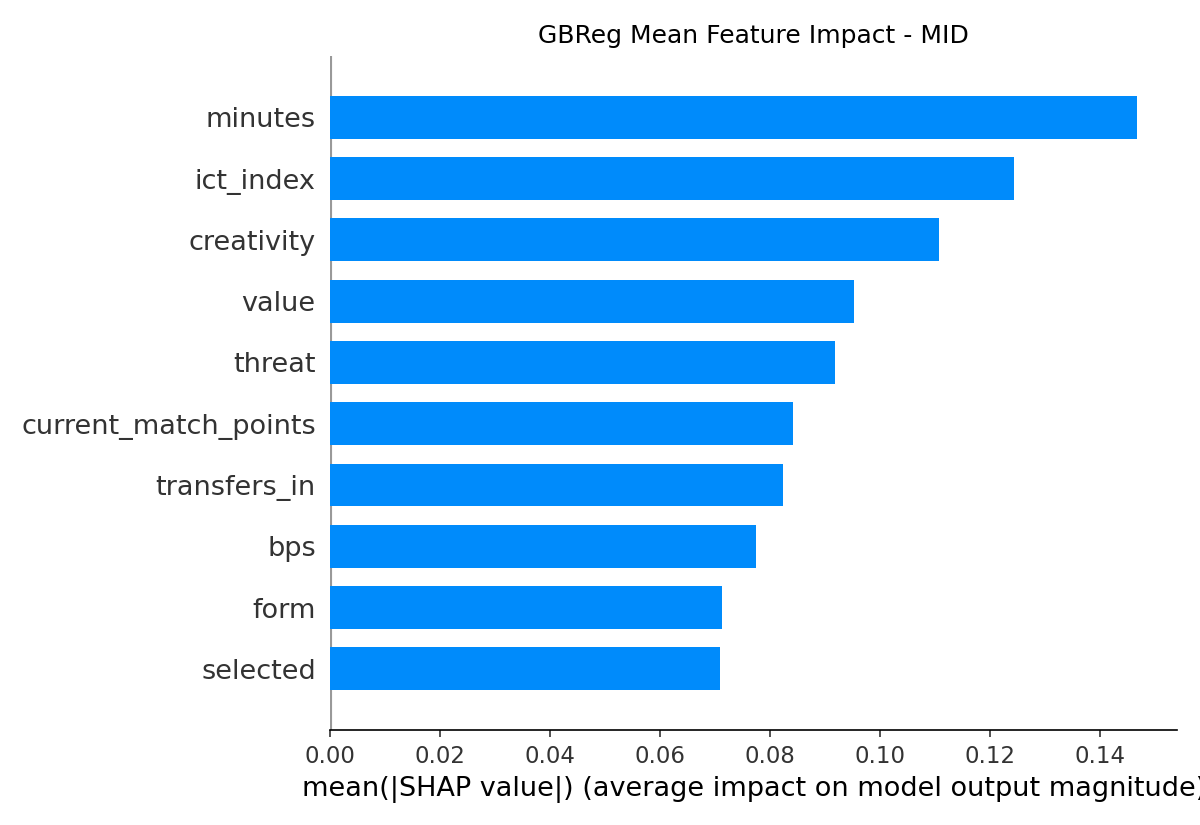 GBReg Mean Feature Impact - MID
minutes
ict_index
creativity
value
threat
current_match_points
transfers_in
bps
form
selected
0.00 0.02 0.04 0.06 0.08 0.10 0.12 0.14
mean(|SHAP value|) (average impact on model output magnitude)